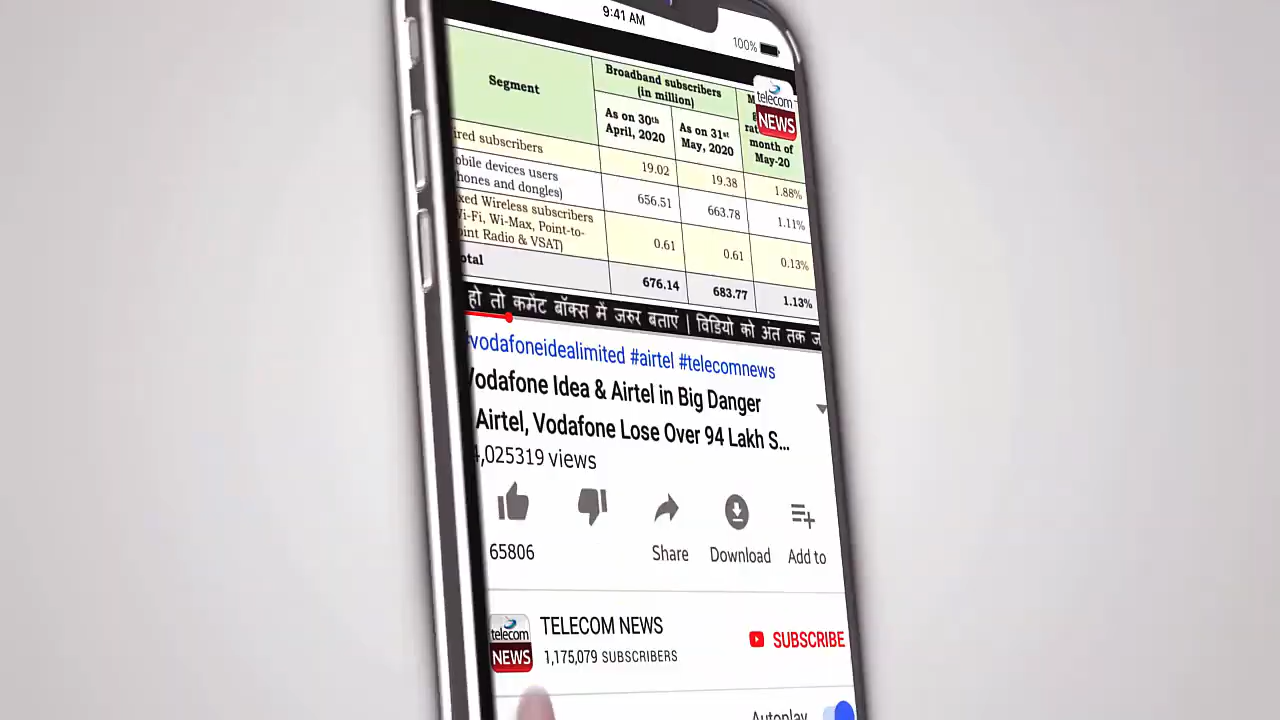 9:41 AM
100%
Segment
Broadband subscribers
(in million)
As on 30th
April, 2020
As on 31st
May, 2020
month of
May-20
telecom
NEWS
ired subscribers
19.02
19.38
1.88%
obile devices users
hones and dongles)
656.51
663.78
1.11%
xed Wireless subscribers
Wi-Fi, Wi-Max, Point-to-
oint Radio & VSAT)
0.61
0.61
0.13%
otal
676.14
683.77
1.13%
हो तो कमेंट बॉक्स में जरुर बताएं | विडियो को अंत तक
#vodafoneidealimited #airtel #telecomnews
Vodafone Idea & Airtel in Big Danger
Airtel, Vodafone Lose Over 94 Lakh S...
4,025319 views
65806
Share
Download
Add to
telecom
NEWS
TELECOM NEWS
1,175,079 SUBSCRIBERS
SUBSCRIBE
Autoplay